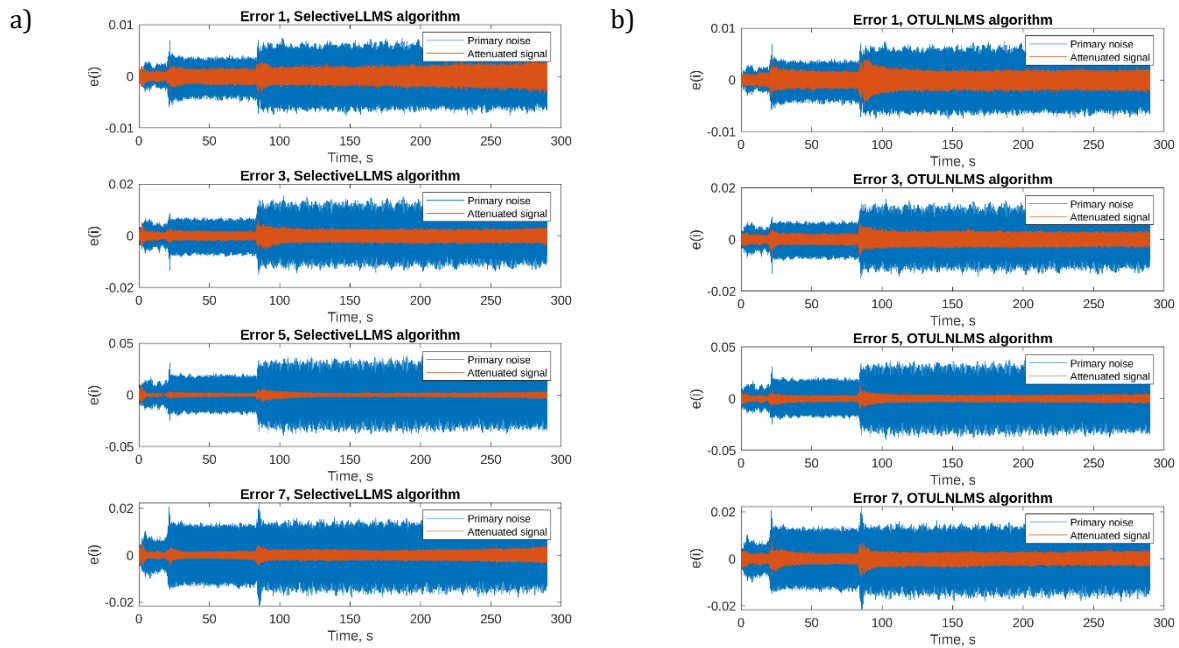 a)
Error 1, SelectiveLLMS algorithm
0.01
0
-0.01
e(i)
Primary noise
Attenuated signal
0 50 100 150 200 250 300
Time, s
Error 3, SelectiveLLMS algorithm
0.02
0
-0.02
e(i)
Primary noise
Attenuated signal
0 50 100 150 200 250 300
Time, s
Error 5, SelectiveLLMS algorithm
0.05
0
-0.05
e(i)
Primary noise
Attenuated signal
0 50 100 150 200 250 300
Time, s
Error 7, SelectiveLLMS algorithm
0.02
0
-0.02
e(i)
Primary noise
Attenuated signal
0 50 100 150 200 250 300
Time, s
b)
Error 1, OTULNLMS algorithm
0.01
0
-0.01
e(i)
Primary noise
Attenuated signal
0 50 100 150 200 250 300
Time, s
Error 3, OTULNLMS algorithm
0.02
0
-0.02
e(i)
Primary noise
Attenuated signal
0 50 100 150 200 250 300
Time, s
Error 5, OTULNLMS algorithm
0.05
0
-0.05
e(i)
Primary noise
Attenuated signal
0 50 100 150 200 250 300
Time, s
Error 7, OTULNLMS algorithm
0.02
0
-0.02
e(i)
Primary noise
Attenuated signal
0 50 100 150 200 250 300
Time, s